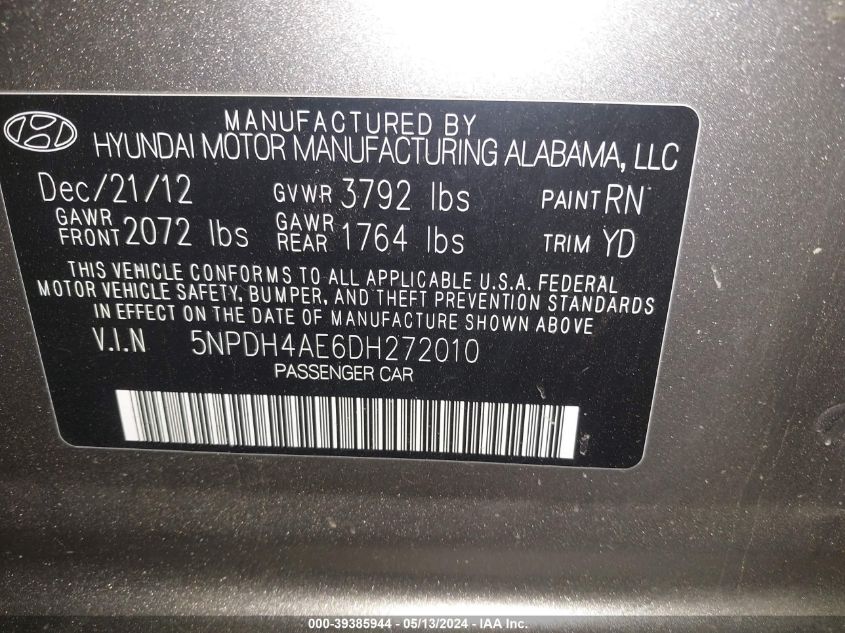 MANUFACTURED BY
HYUNDAI MOTOR MANUFACTURING ALABAMA, LLC
Dec/21/12 GVWR 3792 lbs PAINT RN
GAWR FRONT 2072 lbs GAWR REAR 1764 lbs TRIM YD
THIS VEHICLE CONFORMS TO ALL APPLICABLE U.S.A. FEDERAL
MOTOR VEHICLE SAFETY, BUMPER, AND THEFT PREVENTION STANDARDS
IN EFFECT ON THE DATE OF MANUFACTURE SHOWN ABOVE
V.I.N 5NPDH4AE6DH272010
PASSENGER CAR
000-39385944 - 05/13/2024 - IAA Inc.